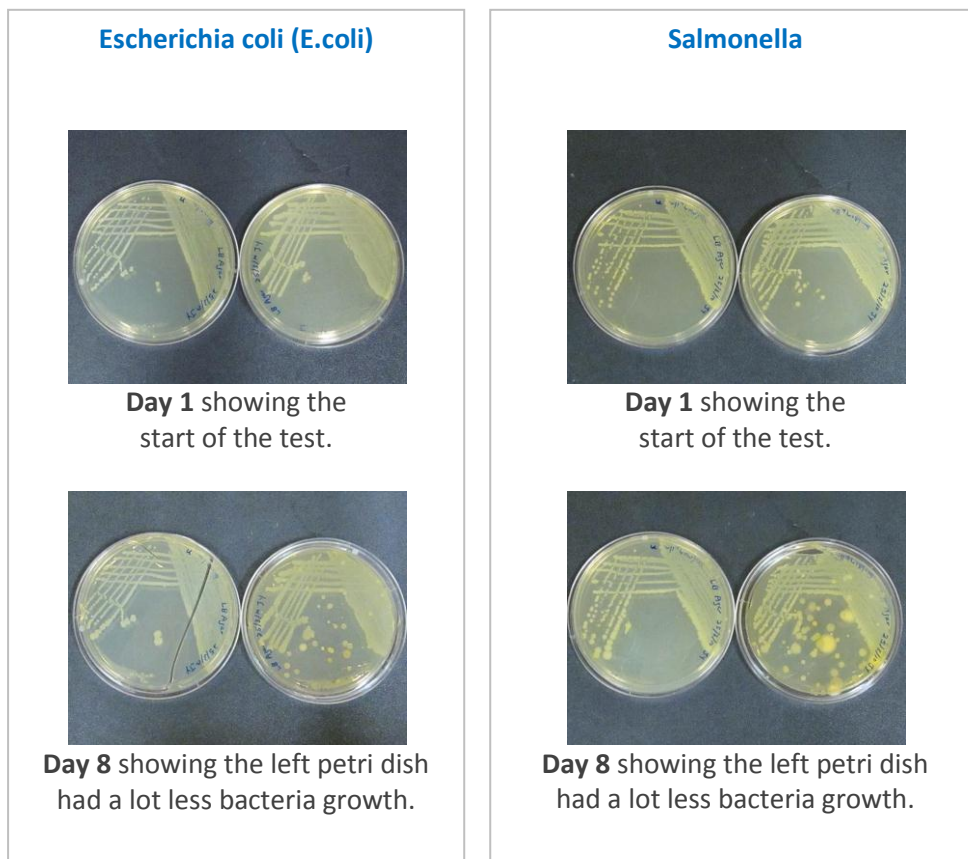 Escherichia coli (E.coli)
Day 1 showing the
start of the test.
Day 8 showing the left petri dish
had a lot less bacteria growth.
Salmonella
Day 1 showing the
start of the test.
Day 8 showing the left petri dish
had a lot less bacteria growth.